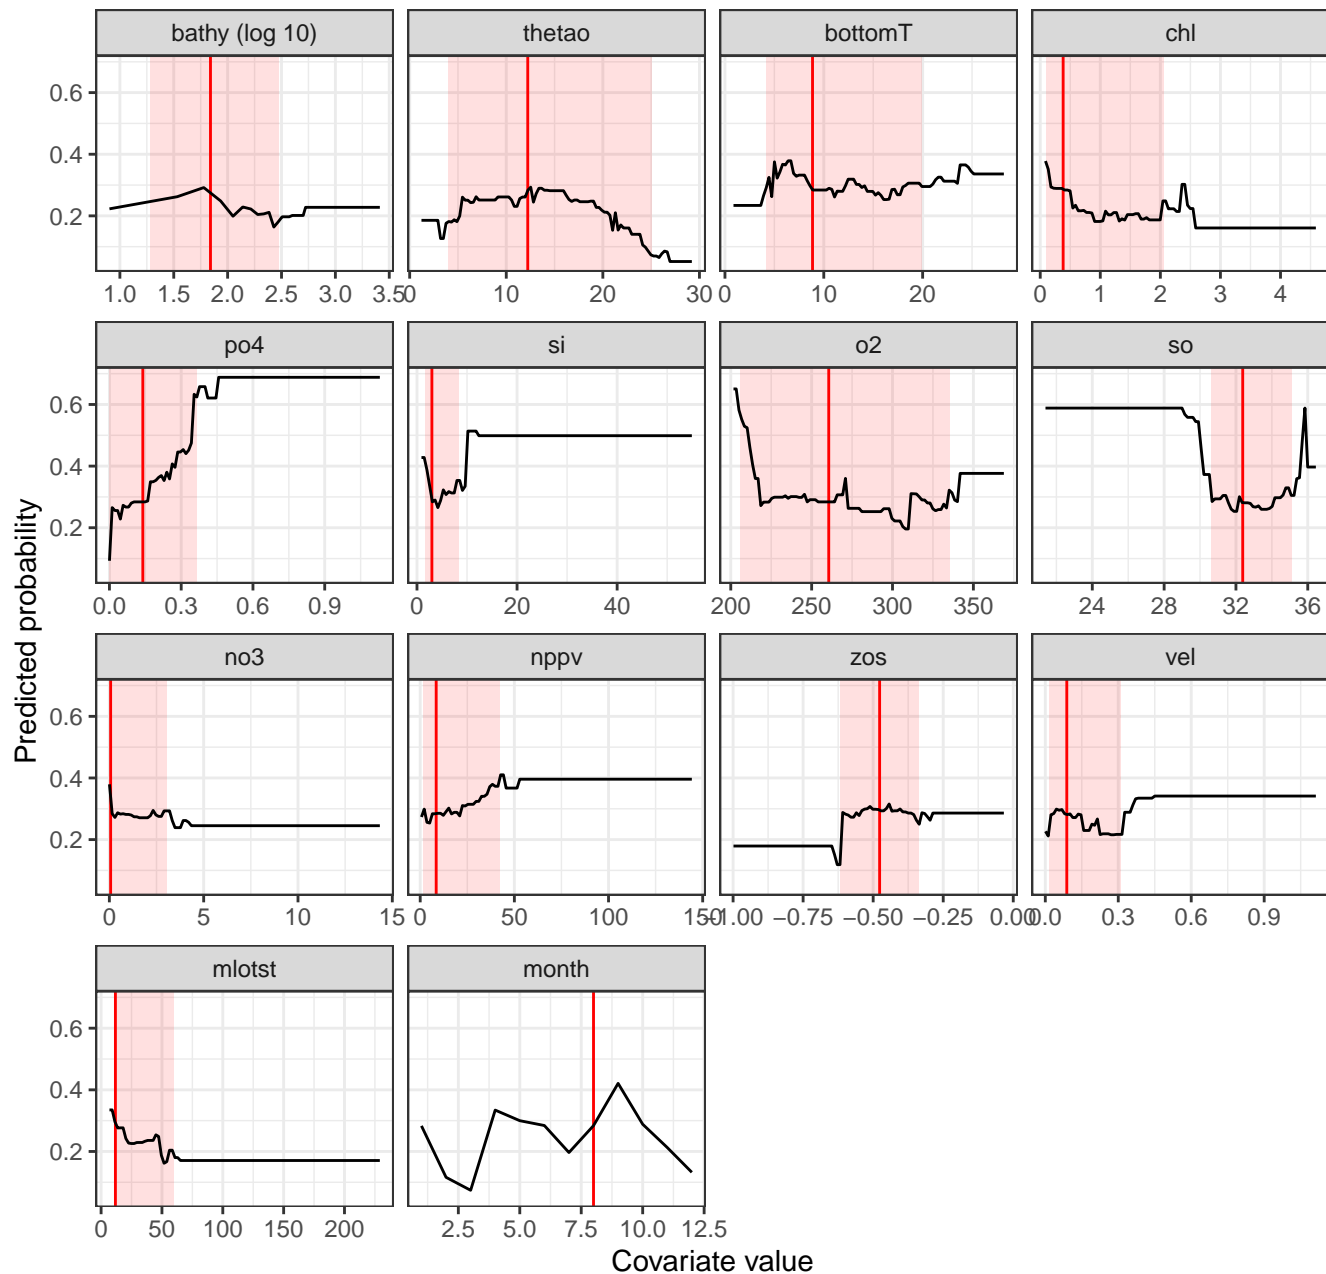 bathy (log 10) thetao bottomT chl
0.6
0.4
0.2
1.0 1.5 2.0 2.5 3.0 3.5 0 10 20 30 0 10 20 0 1 2 3 4
po4 si o2 so
0.6
0.4
0.2
0.0 0.3 0.6 0.9 0 20 40 200 250 300 350 24 28 32 36
no3 nppv zos vel
0.6
0.4
0.2
0 5 10 15 0 50 100 150 −1.00 −0.75 −0.50 −0.25 0.00 0.0 0.3 0.6 0.9
mlotst month
0.6
0.4
0.2
0 50 100 150 200 2.5 5.0 7.5 10.0 12.5
Predicted probability
Covariate value